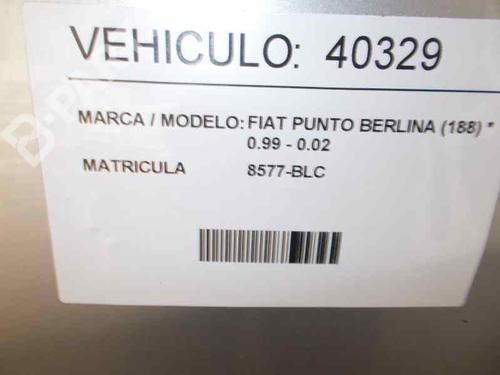 VEHICULO: 40329
MARCA / MODELO: FIAT PUNTO BERLINA (188) *
0.99 - 0.02
MATRICULA 8577-BLC